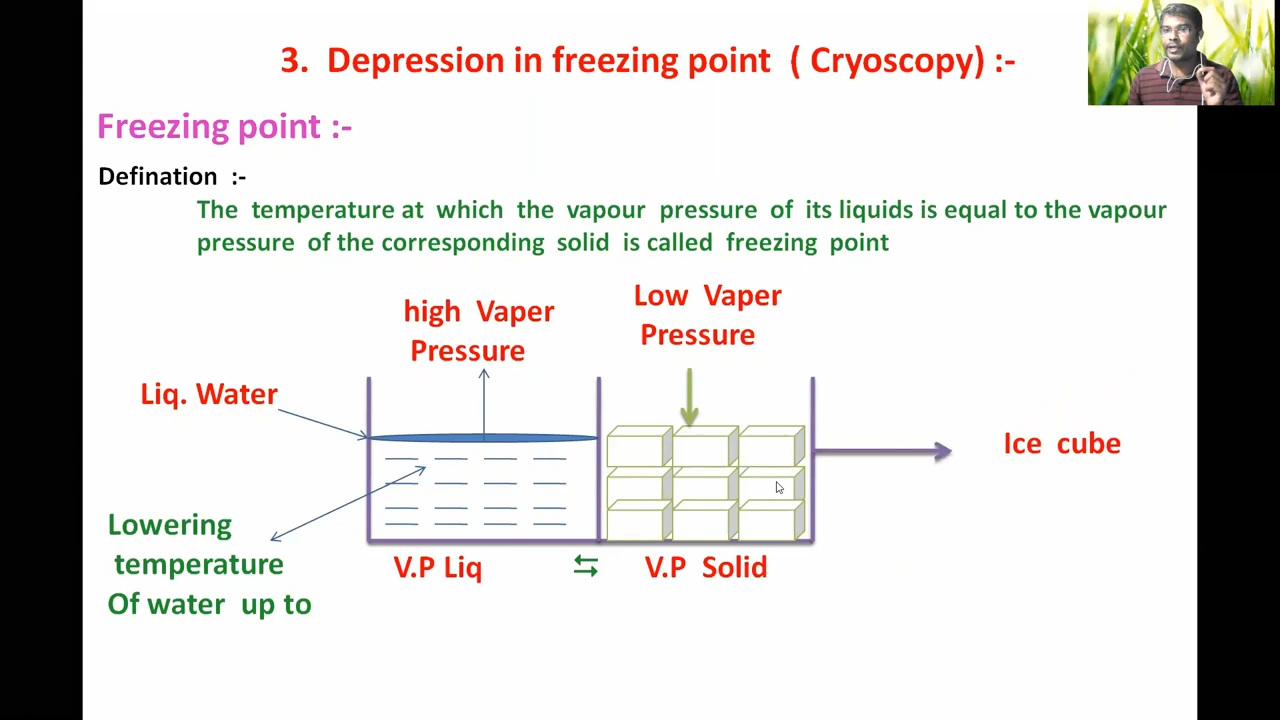 3. Depression in freezing point ( Cryoscopy) :-
Freezing point :-
Defination :-
The temperature at which the vapour pressure of its liquids is equal to the vapour
pressure of the corresponding solid is called freezing point
high Vaper
Pressure
Low Vaper
Pressure
Liq. Water
Ice cube
Lowering
temperature
Of water up to
V.P Liq ⇆ V.P Solid